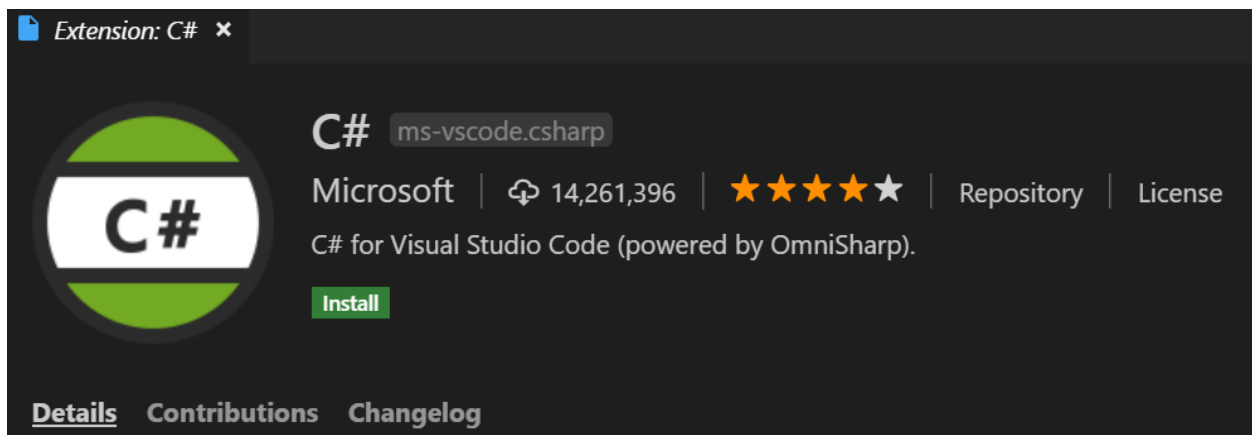 Extension: C#
C#
C# ms-vscode.csharp
Microsoft 14,261,396 Repository License
C# for Visual Studio Code (powered by OmniSharp).
Install
Details Contributions Changelog